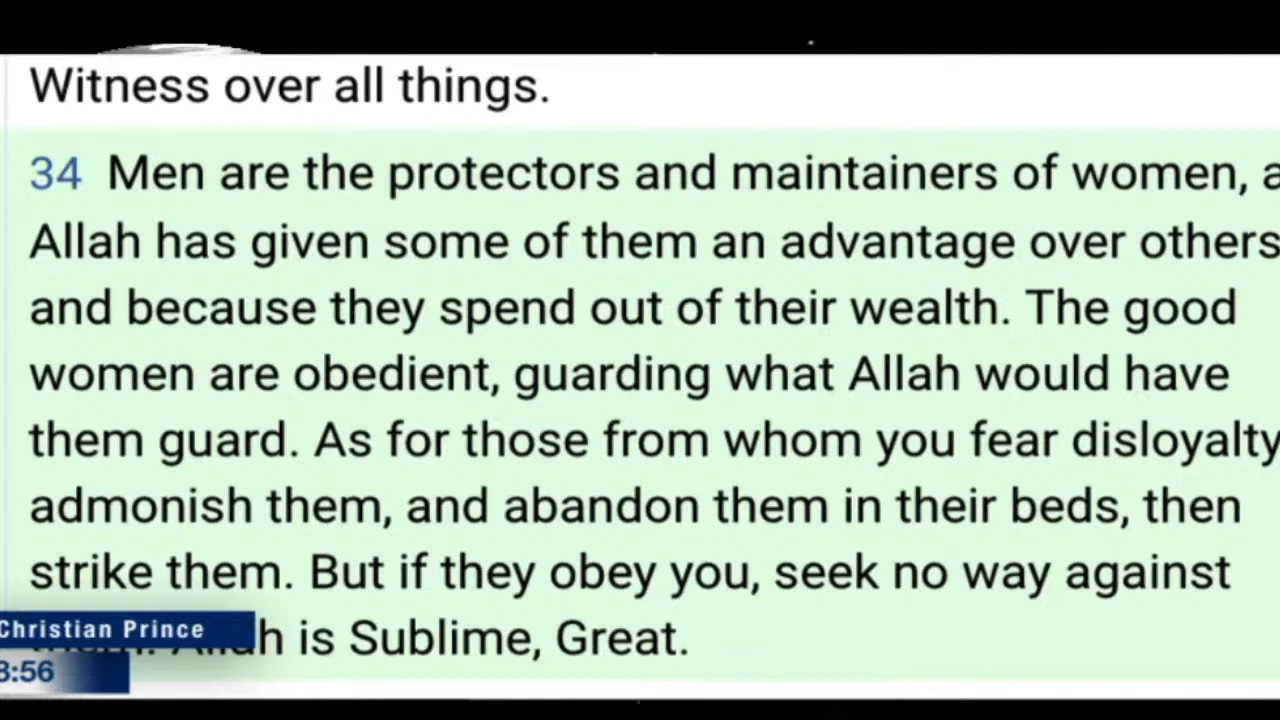 Witness over all things.
34 Men are the protectors and maintainers of women, a
Allah has given some of them an advantage over others
and because they spend out of their wealth. The good
women are obedient, guarding what Allah would have
them guard. As for those from whom you fear disloyalty
admonish them, and abandon them in their beds, then
strike them. But if they obey you, seek no way against
h is Sublime, Great.
Christian Prince
8:56